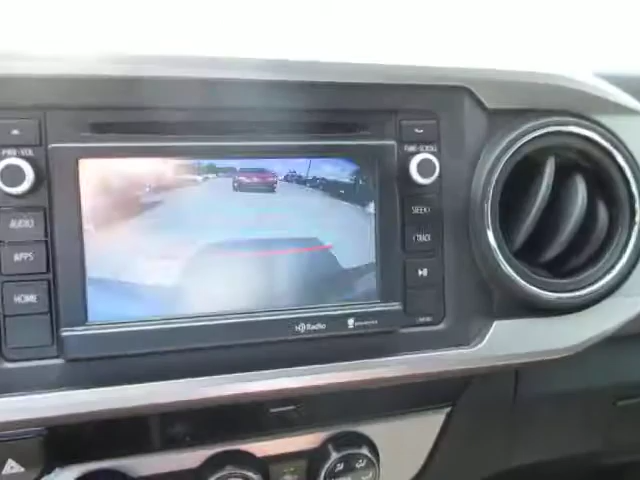 PWR·VOL
AUDIO
APPS
HOME
TUNE·SCROLL
SEEK
TRACK
HD Radio